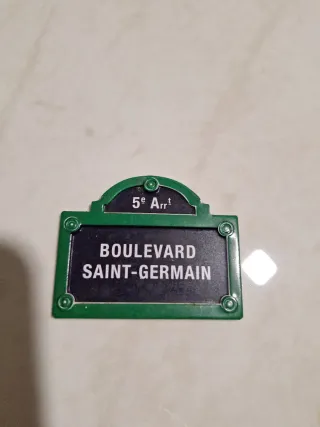 5e Arrt
BOULEVARD
SAINT-GERMAIN